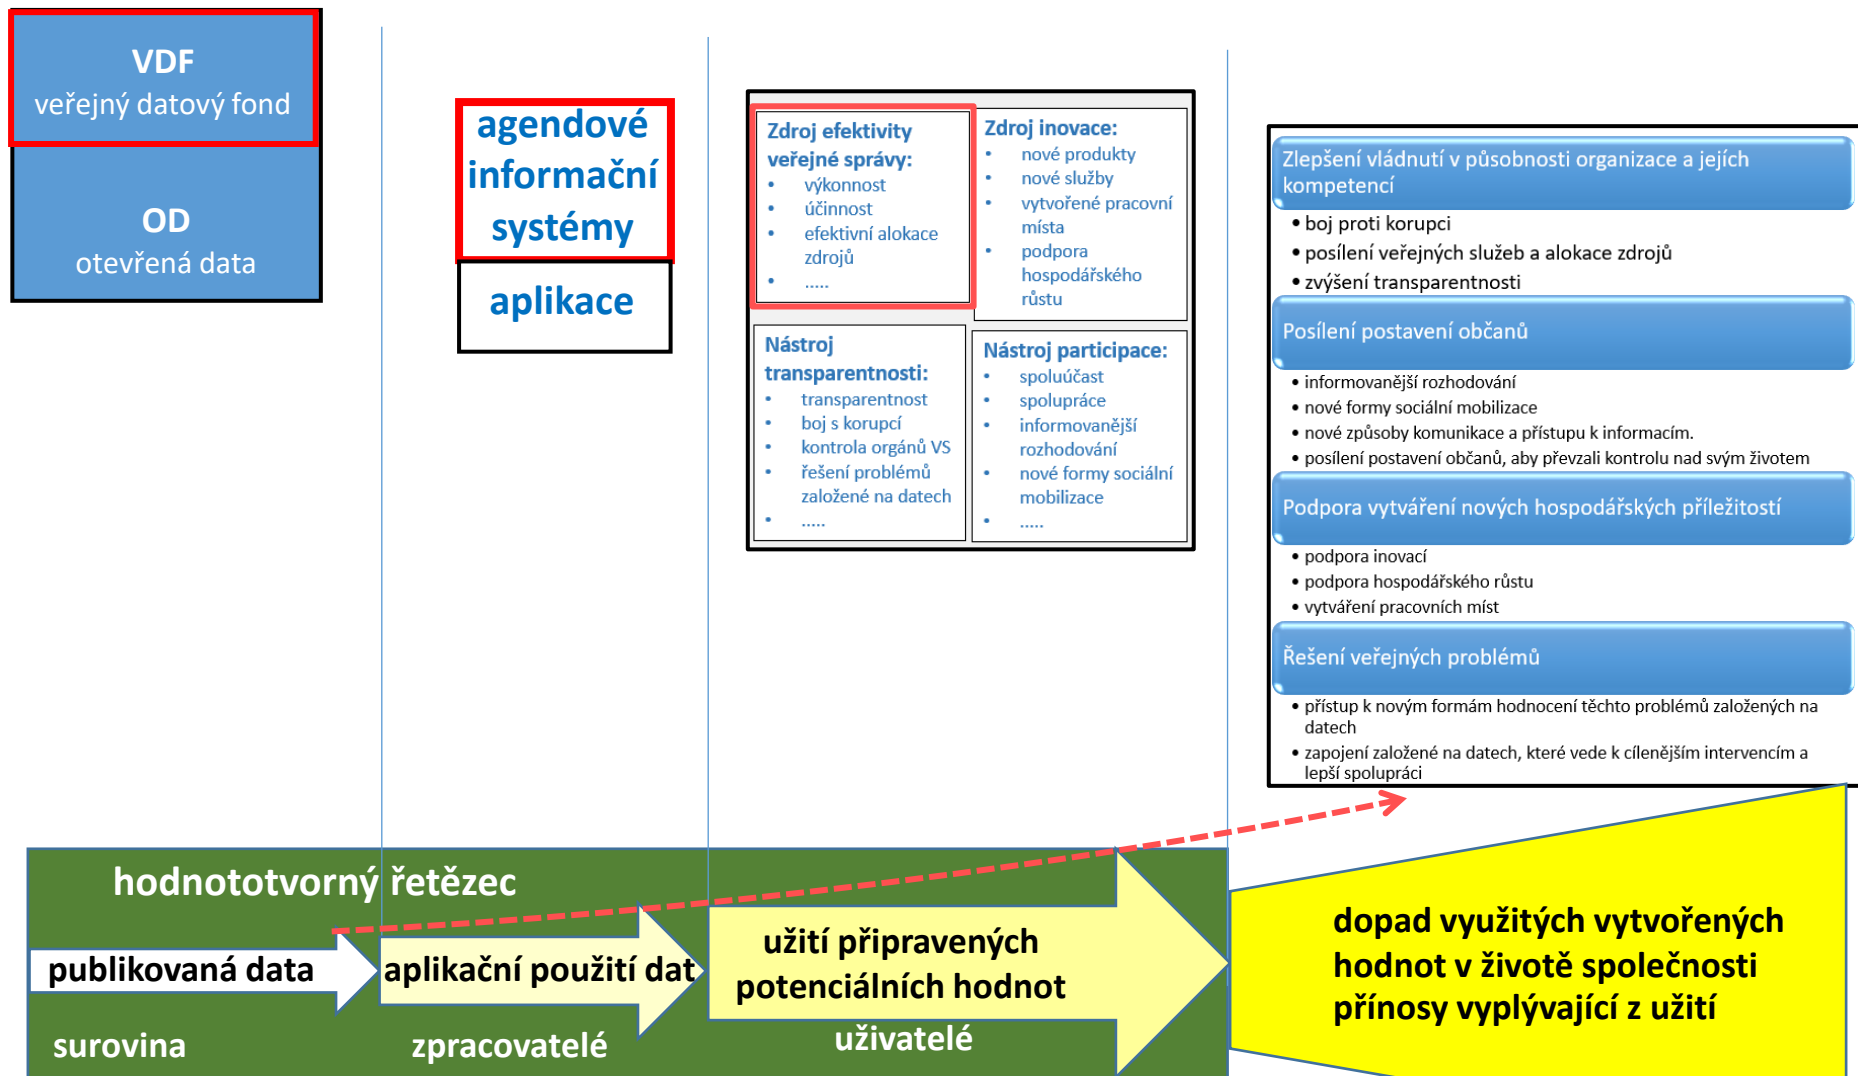 VDF
veřejný datový fond
OD
otevřená data
agendové
informační
systémy
aplikace
Zdroj efektivity
veřejné správy:
• výkonnost
• účinnost
• efektivní alokace
zdrojů
• .....
Zdroj inovace:
• nové produkty
• nové služby
• vytvořené pracovní
místa
• podpora
hospodářského
růstu
Nástroj
transparentnosti:
• transparentnost
• boj s korupcí
• kontrola orgánů VS
• řešení problémů
založené na datech
• .....
Nástroj participace:
• spoluúčast
• spolupráce
• informovanější
rozhodování
• nové formy sociální
mobilizace
• .....
Zlepšení vládnutí v působnosti organizace a jejích
kompetencí
• boj proti korupci
• posílení veřejných služeb a alokace zdrojů
• zvýšení transparentnosti
Posílení postavení občanů
• informovanější rozhodování
• nové formy sociální mobilizace
• nové způsoby komunikace a přístupu k informacím.
• posílení postavení občanů, aby převzali kontrolu nad svým životem
Podpora vytváření nových hospodářských příležitostí
• podpora inovací
• podpora hospodářského růstu
• vytváření pracovních míst
Řešení veřejných problémů
• přístup k novým formám hodnocení těchto problémů založených na
datech
• zapojení založené na datech, které vede k cílenějším intervencím a
lepší spolupráci
hodnototvorný řetězec
publikovaná data
surovina
aplikační použití dat
zpracovatelé
užití připravených
potenciálních hodnot
uživatelé
dopad využitých vytvořených
hodnot v životě společnosti
přínosy vyplývající z užití